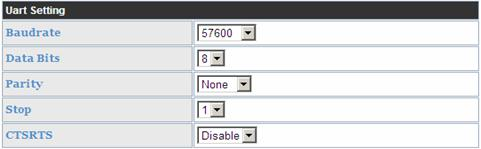 Uart Setting
Baudrate 57600
Data Bits 8
Parity None
Stop 1
CTSRTS Disable